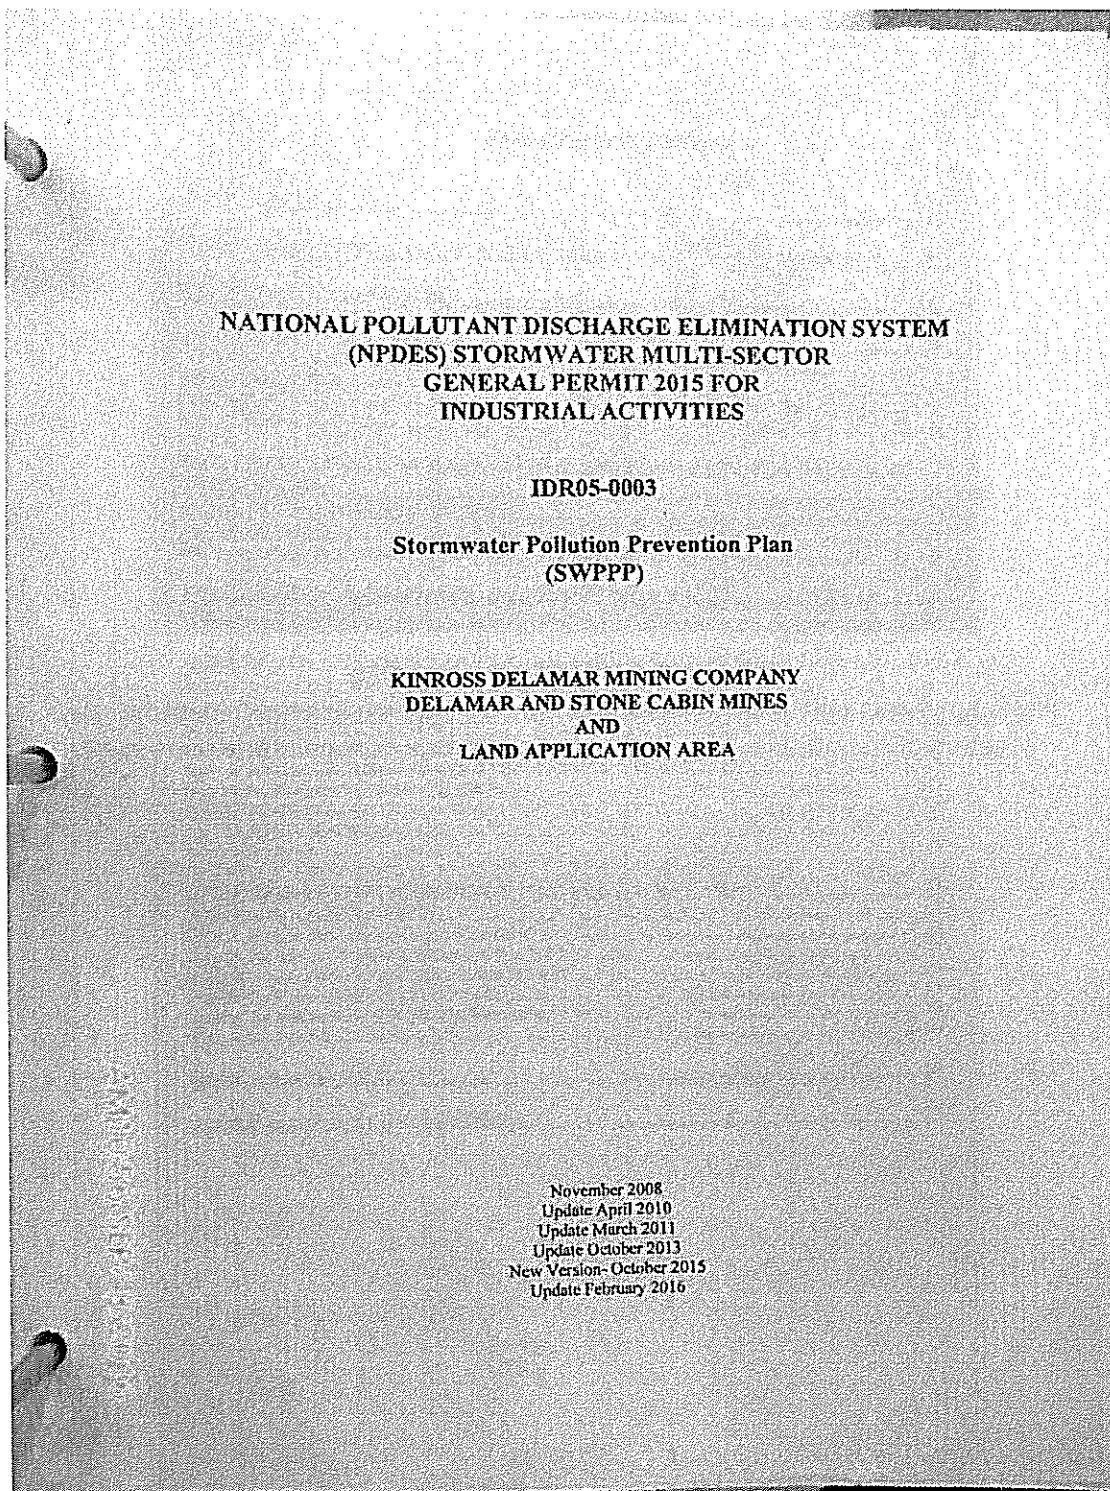 NATIONAL POLLUTANT DISCHARGE ELIMINATION SYSTEM
(NPDES) STORMWATER MULTI-SECTOR
GENERAL PERMIT 2015 FOR
INDUSTRIAL ACTIVITIES
IDR05-0003
Stormwater Pollution Prevention Plan
(SWPPP)
KINROSS DELAMAR MINING COMPANY
DELAMAR AND STONE CABIN MINES
AND
LAND APPLICATION AREA
November 2008
Update April 2010
Update March 2011
Update October 2013
New Version- October 2015
Update February 2016